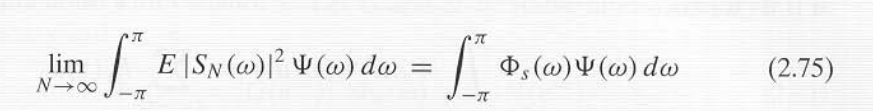 lim_{N→∞} ∫_{−π}^{π} E |S_N(ω)|² Ψ(ω) dω = ∫_{−π}^{π} Φ_s(ω)Ψ(ω) dω (2.75)